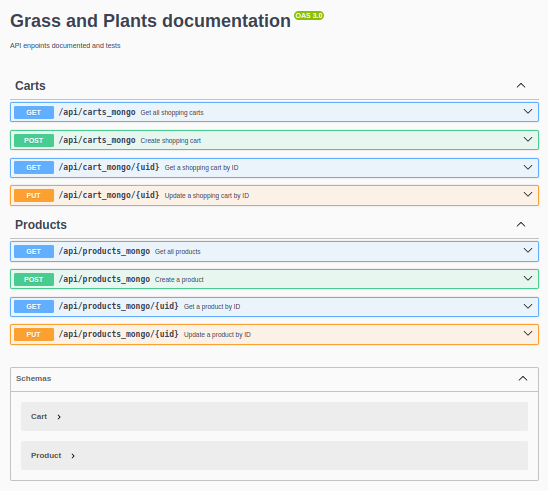 Grass and Plants documentation OAS 3.0
API enpoints documented and tests
Carts
GET /api/carts_mongo Get all shopping carts
POST /api/carts_mongo Create shopping cart
GET /api/cart_mongo/{uid} Get a shopping cart by ID
PUT /api/cart_mongo/{uid} Update a shopping cart by ID
Products
GET /api/products_mongo Get all products
POST /api/products_mongo Create a product
GET /api/products_mongo/{uid} Get a product by ID
PUT /api/products_mongo/{uid} Update a product by ID
Schemas
Cart
Product